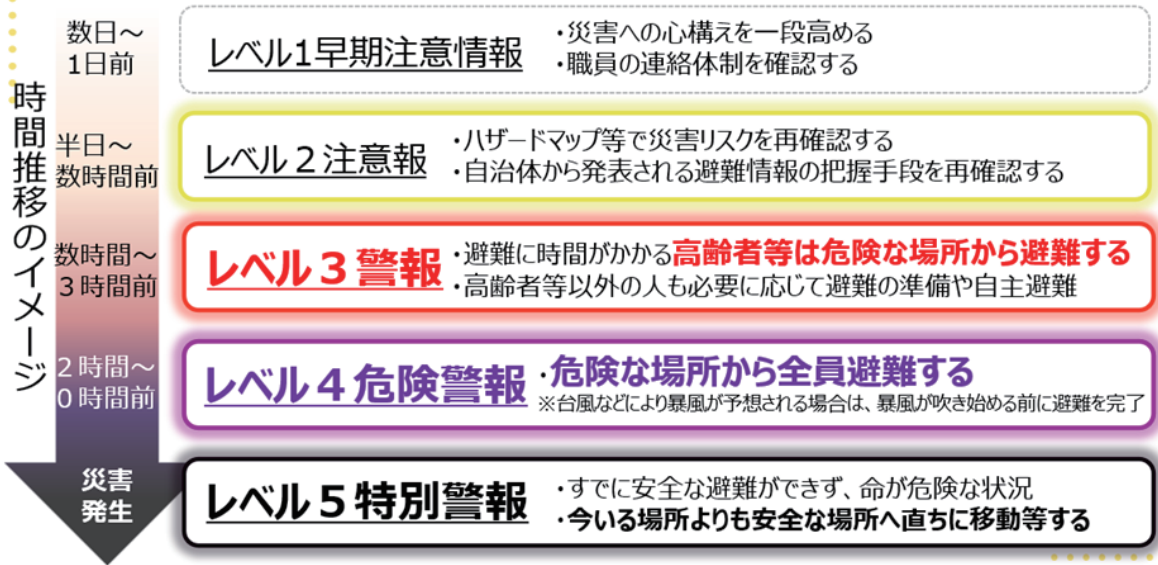 時間推移のイメージ
数日～
1日前
レベル1早期注意情報
・災害への心構えを一段高める
・職員の連絡体制を確認する
半日～
数時間前
レベル２注意報
・ハザードマップ等で災害リスクを再確認する
・自治体から発表される避難情報の把握手段を再確認する
数時間～
３時間前
レベル３警報
・避難に時間がかかる高齢者等は危険な場所から避難する
・高齢者等以外の人も必要に応じて避難の準備や自主避難
２時間～
０時間前
レベル４危険警報
・危険な場所から全員避難する
※台風などにより暴風が予想される場合は、暴風が吹き始める前に避難を完了
災害
発生
レベル５特別警報
・すでに安全な避難ができず、命が危険な状況
・今いる場所よりも安全な場所へ直ちに移動等する